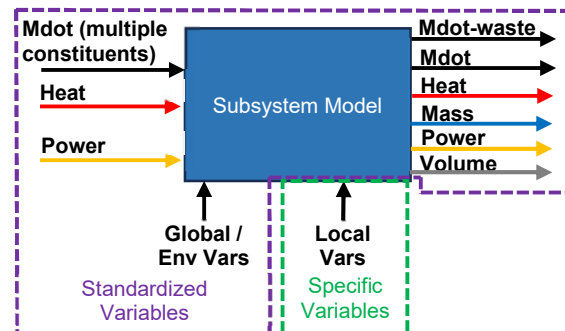 Mdot (multiple
constituents)
Heat
Power
Subsystem Model
Mdot-waste
Mdot
Heat
Mass
Power
Volume
Global /
Env Vars
Local
Vars
Standardized
Variables
Specific
Variables